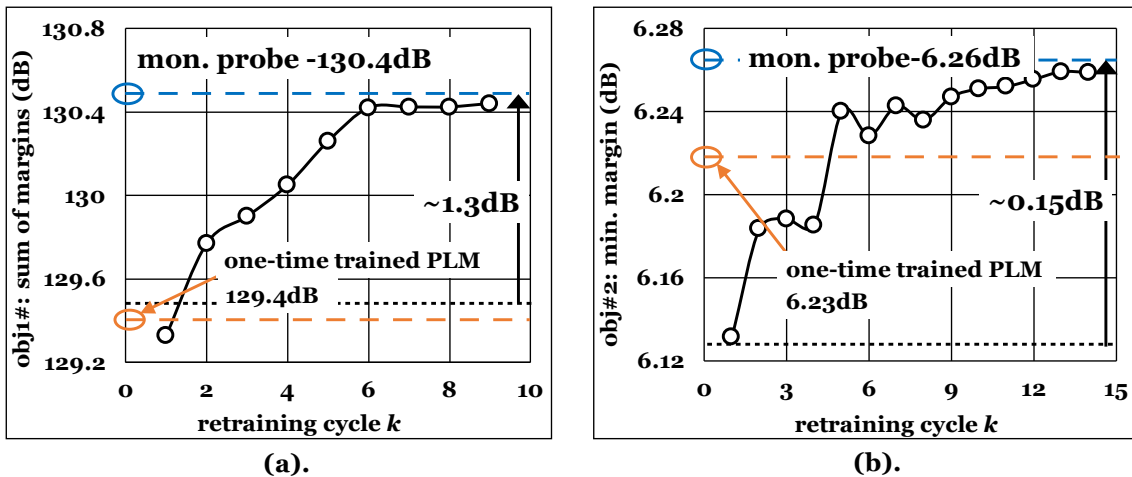 130.8
130.4
130
129.6
129.2
obj1#: sum of margins (dB)
mon. probe -130.4dB
~1.3dB
one-time trained PLM
129.4dB
0 2 4 6 8 10
retraining cycle k
(a).
6.28
6.24
6.2
6.16
6.12
obj#2: min. margin (dB)
mon. probe-6.26dB
~0.15dB
one-time trained PLM
6.23dB
0 3 6 9 12 15
retraining cycle k
(b).